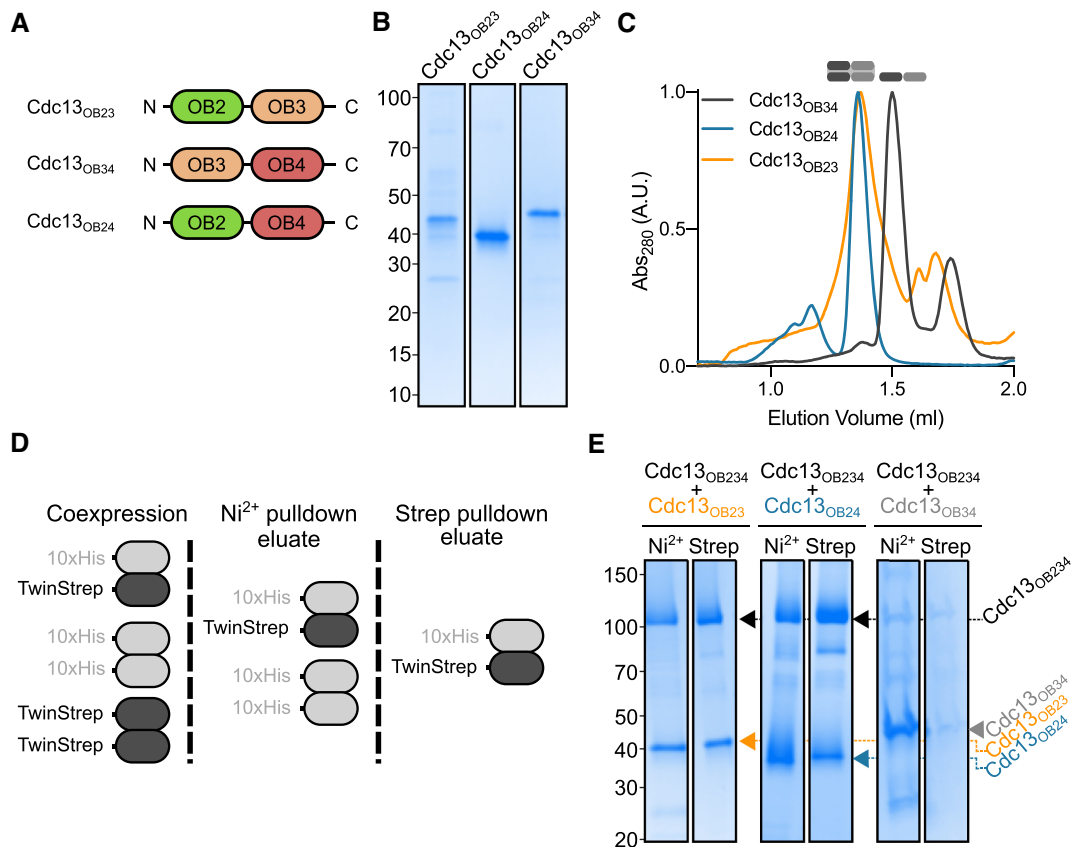 A
Cdc13OB23 N OB2 OB3 C
Cdc13OB34 N OB3 OB4 C
Cdc13OB24 N OB2 OB4 C
B
Cdc13OB23 Cdc13OB24 Cdc13OB34
100
70
50
40
30
20
15
10
C
Cdc13OB34
Cdc13OB24
Cdc13OB23
1.0
0.5
0.0
Abs280 (A.U.)
1.0 1.5 2.0
Elution Volume (ml)
D
Coexpression
10xHis
TwinStrep
10xHis
10xHis
TwinStrep
TwinStrep
Ni2+ pulldown
eluate
10xHis
TwinStrep
10xHis
10xHis
Strep pulldown
eluate
10xHis
TwinStrep
E
Cdc13OB234
+
Cdc13OB23
Cdc13OB234
+
Cdc13OB24
Cdc13OB234
+
Cdc13OB34
Ni2+ Strep Ni2+ Strep Ni2+ Strep
150
100
70
50
40
30
20
Cdc13OB234
Cdc13OB34
Cdc13OB23
Cdc13OB24